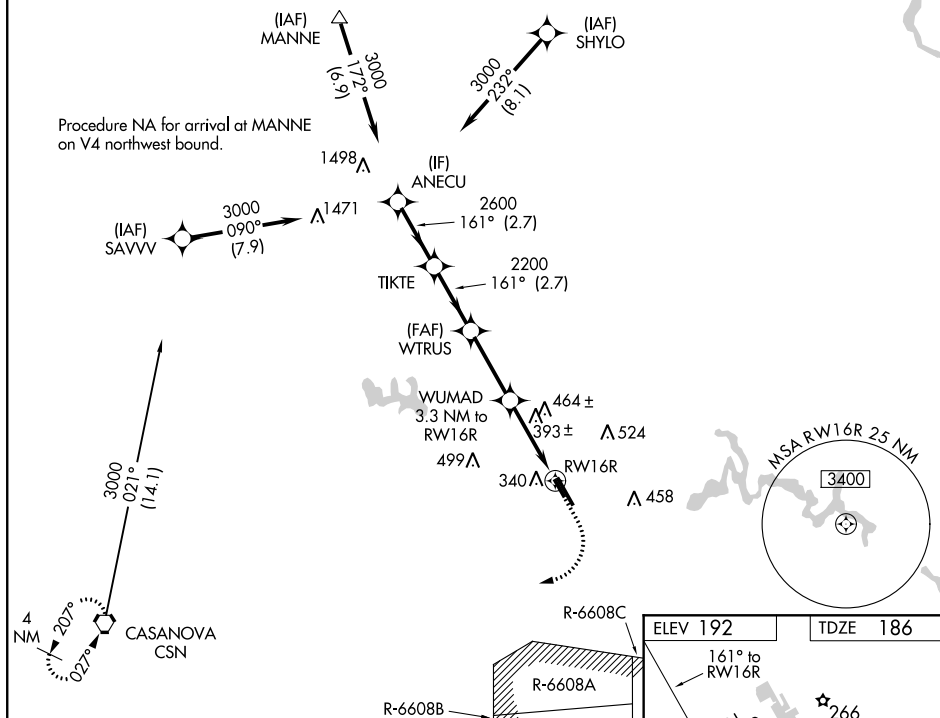 (IAF)
MANNE
3000
172°
(6.9)
(IAF)
SHYLO
3000
232°
(8.1)
Procedure NA for arrival at MANNE
on V4 northwest bound.
1498
(IF)
ANECU
1471
3000
090°
(7.9)
(IAF)
SAVVV
2600
161° (2.7)
TIKTE
2200
161° (2.7)
(FAF)
WTRUS
WUMAD
3.3 NM to
RW16R
464 ±
393 ±
524
499
340
RW16R
458
MSA RW16R 25 NM
3400
3000
021°
(14.1)
4
NM
207°
027°
CASANOVA
CSN
R-6608C
R-6608A
R-6608B
ELEV 192
TDZE 186
161° to
RW16R
266